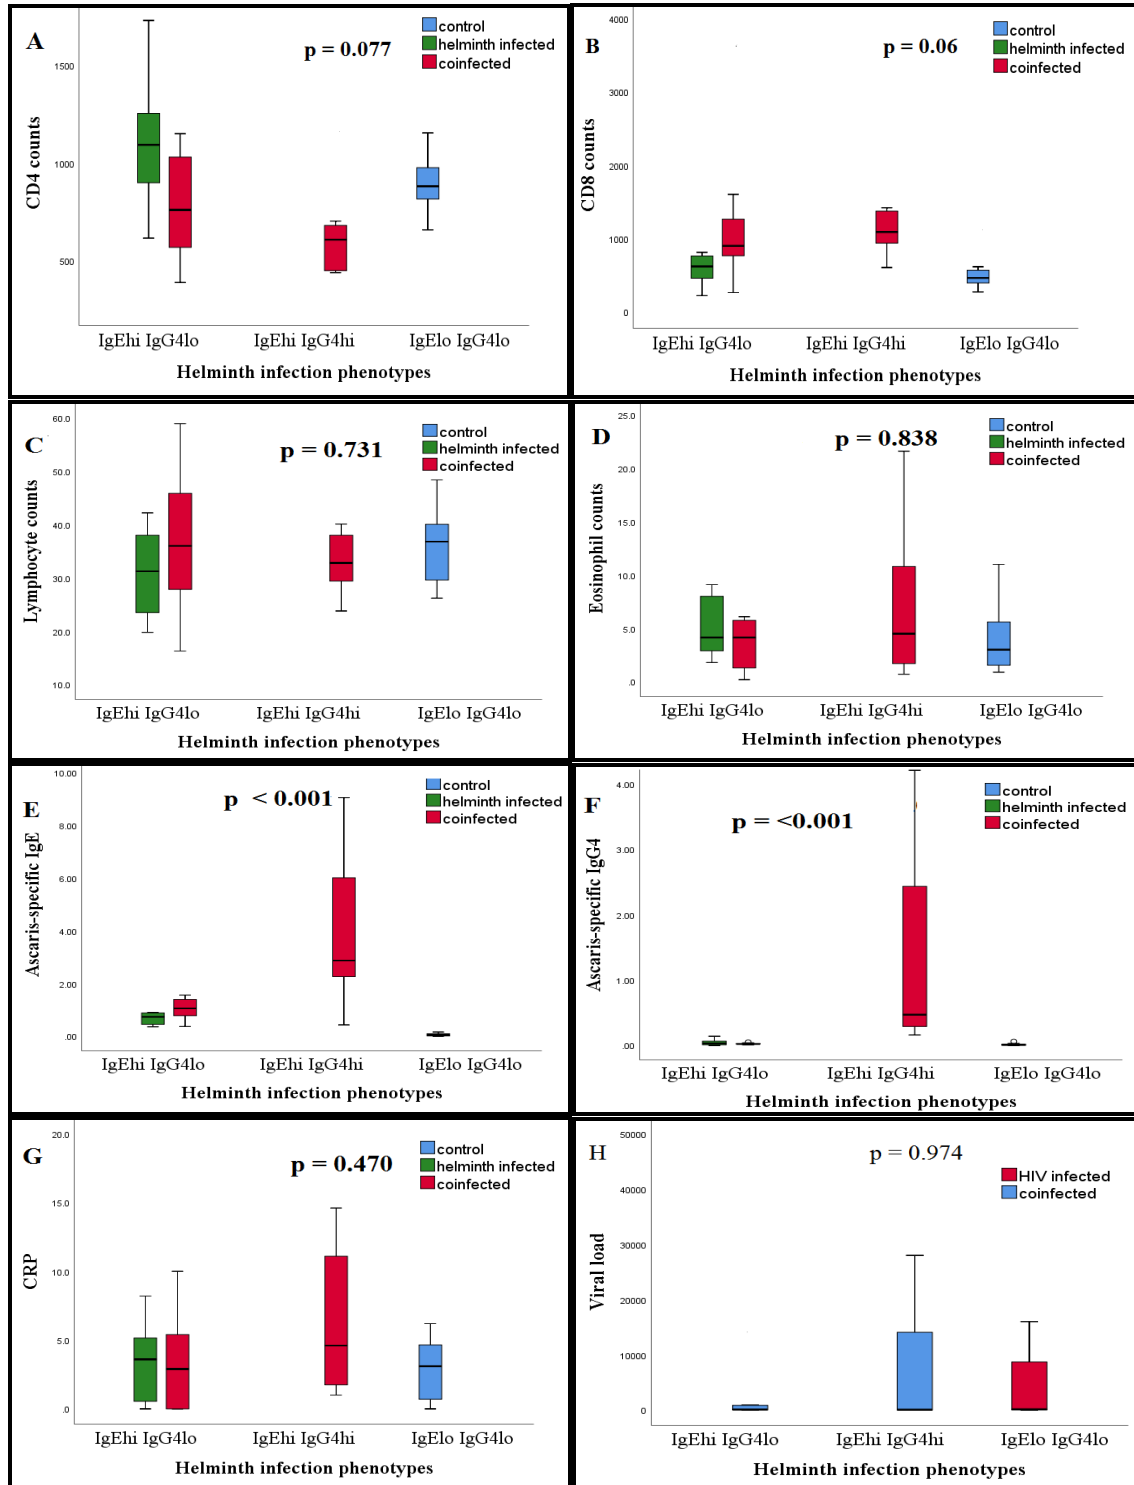 A
p = 0.077
control
helminth infected
coinfected
1500
1000
500
CD4 counts
IgEhi IgG4lo
IgEhi IgG4hi
IgElo IgG4lo
Helminth infection phenotypes
B
p = 0.06
control
helminth infected
coinfected
4000
3000
2000
1000
0
CD8 counts
IgEhi IgG4lo
IgEhi IgG4hi
IgElo IgG4lo
Helminth infection phenotypes
C
p = 0.731
control
helminth infected
coinfected
60.0
50.0
40.0
30.0
20.0
10.0
Lymphocyte counts
IgEhi IgG4lo
IgEhi IgG4hi
IgElo IgG4lo
Helminth infection phenotypes
D
p = 0.838
control
helminth infected
coinfected
25.0
20.0
15.0
10.0
5.0
.0
Eosinophil counts
IgEhi IgG4lo
IgEhi IgG4hi
IgElo IgG4lo
Helminth infection phenotypes
E
p < 0.001
control
helminth infected
coinfected
10.00
8.00
6.00
4.00
2.00
.00
Ascaris-specific IgE
IgEhi IgG4lo
IgEhi IgG4hi
IgElo IgG4lo
Helminth infection phenotypes
F
p = <0.001
control
helminth infected
coinfected
4.00
3.00
2.00
1.00
.00
Ascaris-specific IgG4
IgEhi IgG4lo
IgEhi IgG4hi
IgElo IgG4lo
Helminth infection phenotypes
G
p = 0.470
control
helminth infected
coinfected
20.0
15.0
10.0
5.0
.0
CRP
IgEhi IgG4lo
IgEhi IgG4hi
IgElo IgG4lo
Helminth infection phenotypes
H
p = 0.974
HIV infected
coinfected
50000
40000
30000
20000
10000
0
Viral load
IgEhi IgG4lo
IgEhi IgG4hi
IgElo IgG4lo
Helminth infection phenotypes